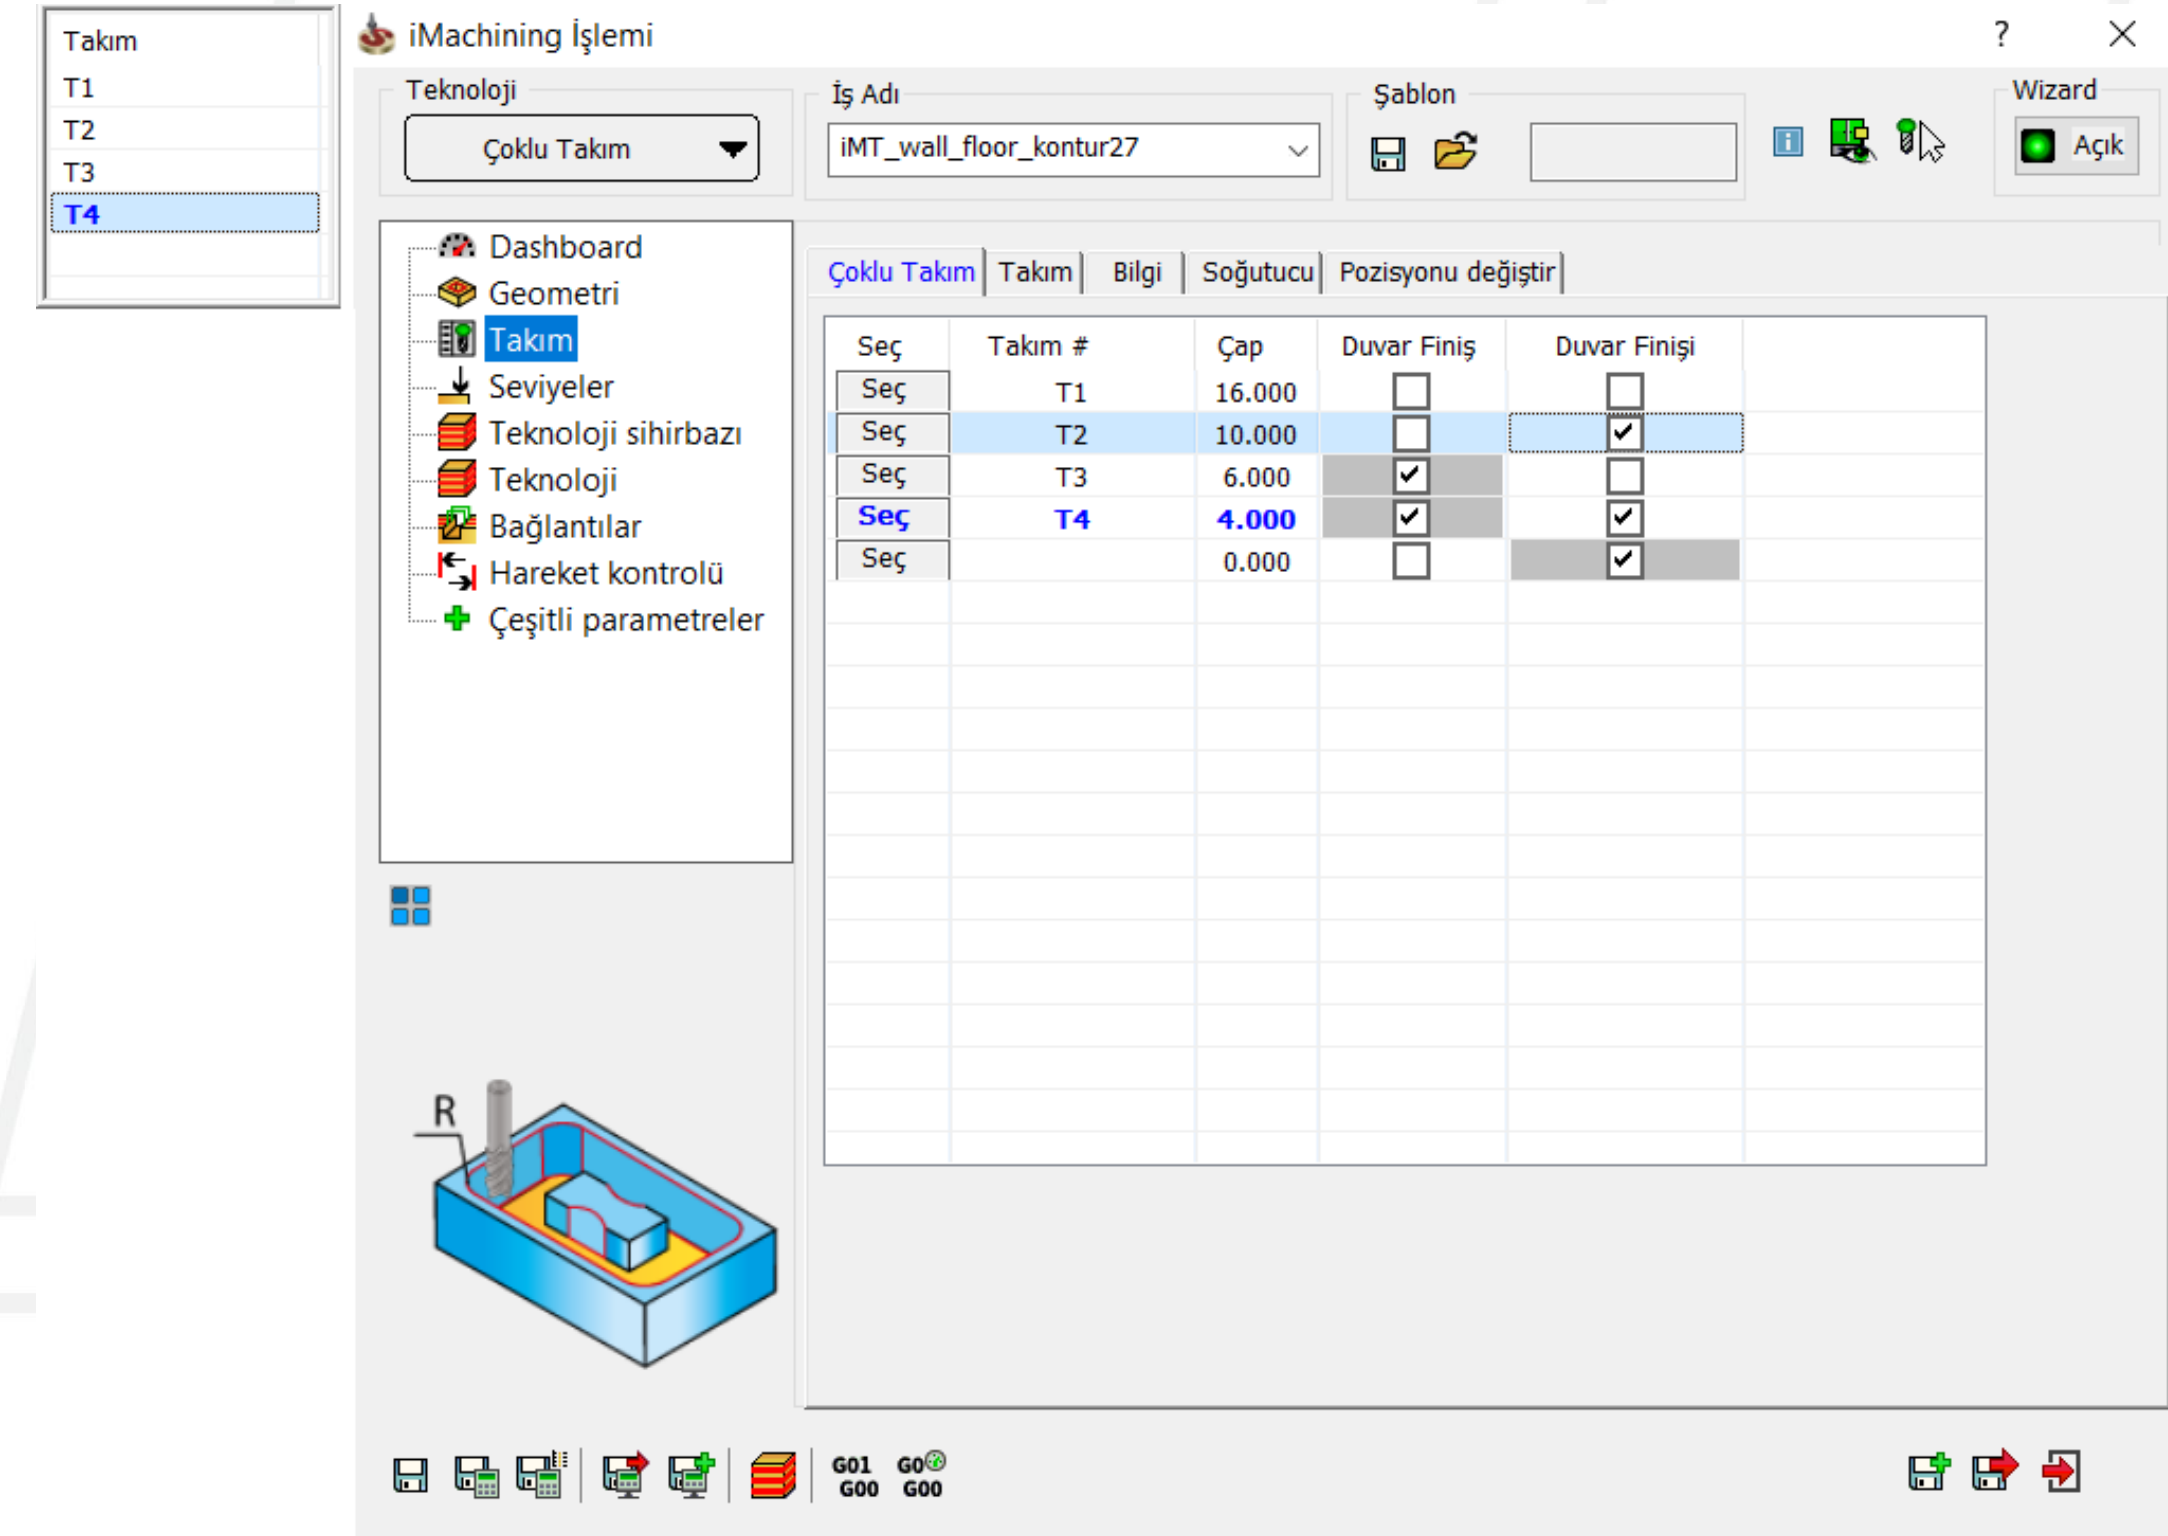 Takım
T1
T2
T3
T4
iMachining İşlemi
?
Teknoloji
Çoklu Takım
İş Adı
iMT_wall_floor_kontur27
Şablon
Wizard
Açık
Dashboard
Geometri
Takım
Seviyeler
Teknoloji sihirbazı
Teknoloji
Bağlantılar
Hareket kontrolü
Çeşitli parametreler
Çoklu Takım Takım Bilgi Soğutucu Pozisyonu değiştir
Seç Takım # Çap Duvar Finiş Duvar Finişi
Seç T1 16.000
Seç T2 10.000
Seç T3 6.000
Seç T4 4.000
Seç 0.000
R
G01 G0
G00 G00